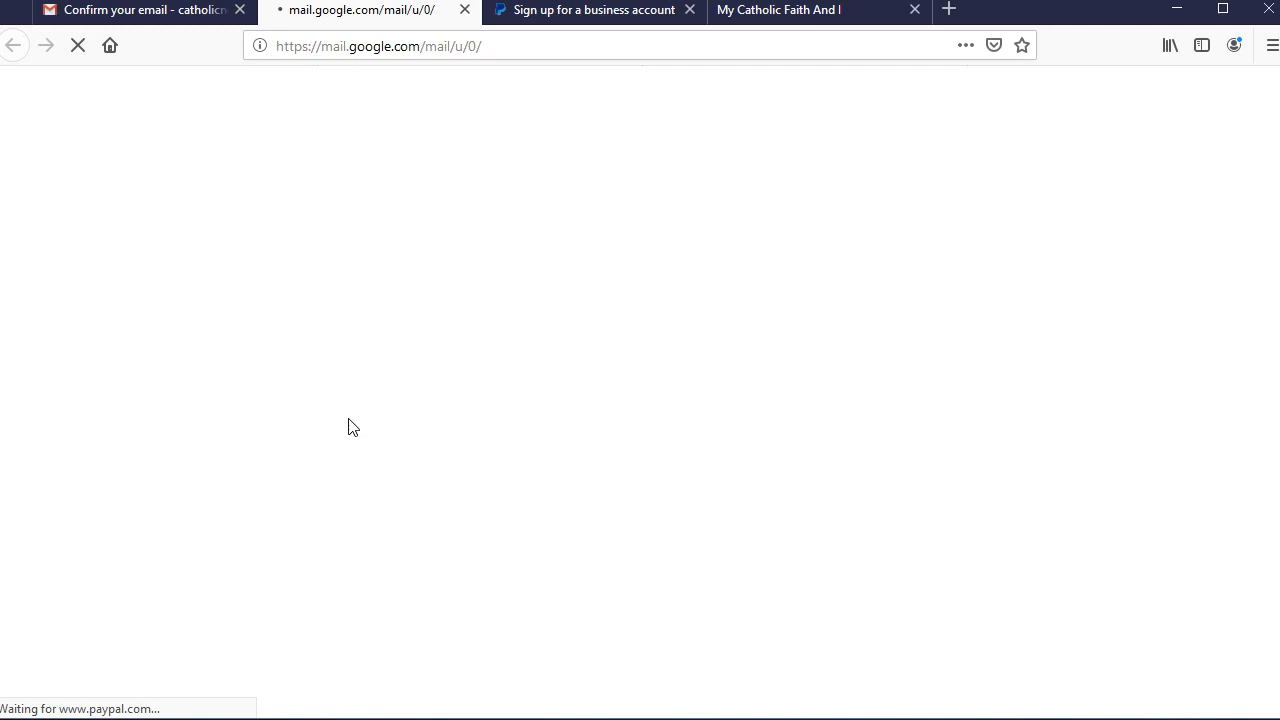 Confirm your email - catholicn
mail.google.com/mail/u/0/
Sign up for a business account
My Catholic Faith And I
https://mail.google.com/mail/u/0/
Waiting for www.paypal.com...